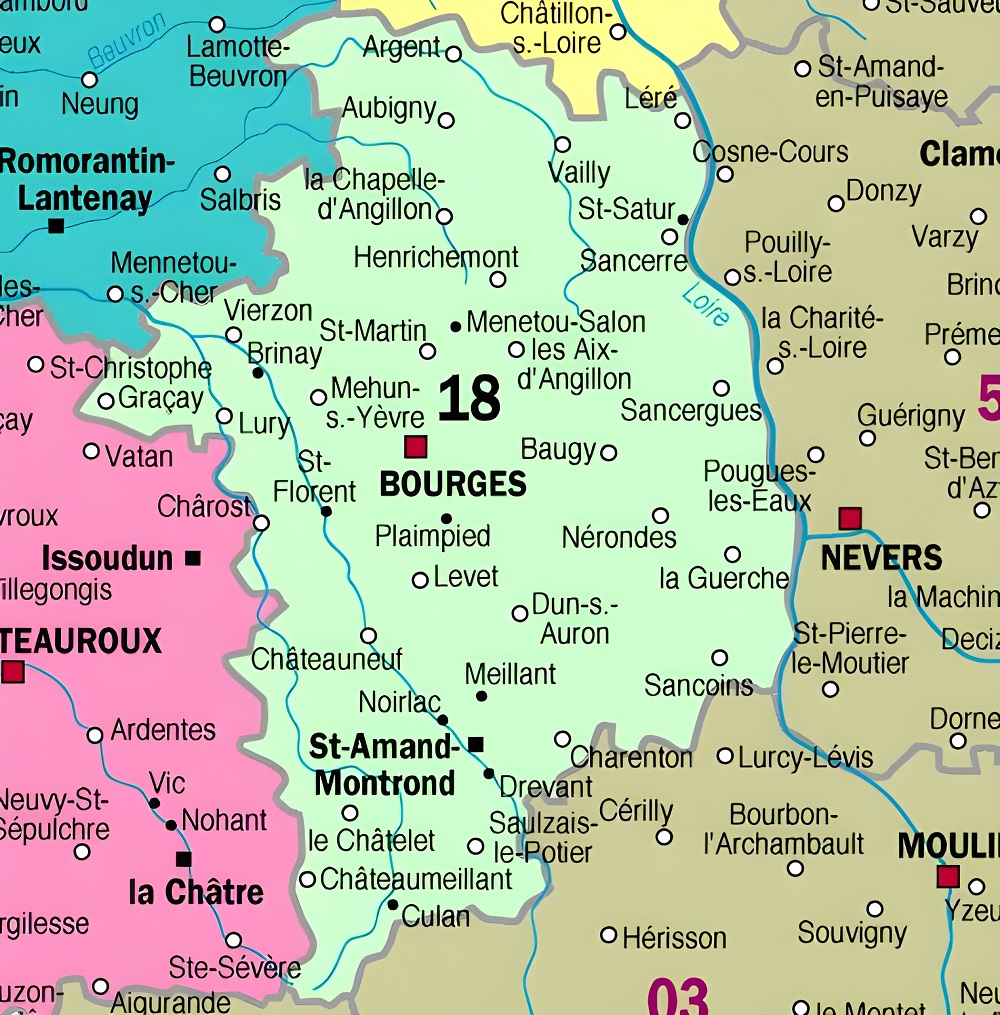 ambord
Beuvron
Lamotte-
Beuvron
Argent
Châtillon-
s.-Loire
St-Sauveu
eux
in
Neung
Aubigny
Léré
St-Amand-
en-Puisaye
Romorantin-
Lantenay
Salbris
la Chapelle-
d'Angillon
Vailly
Cosne-Cours
Clame
Donzy
St-Satur
Varzy
Henrichemont
Sancerre
Pouilly-
s.-Loire
Mennetou-
s.-Cher
les-
Cher
Brino
Loire
Vierzon
St-Martin
Menetou-Salon
la Charité-
s.-Loire
Préme
Brinay
les Aix-
d'Angillon
St-Christophe
Graçay
çay
Mehun-
s.-Yèvre
18
Sancergues
5
Lury
Guérigny
Vatan
BOURGES
Baugy
Pougues-
les-Eaux
St-Ben
d'Az
St-
Florent
Chârost
vroux
Plaimpied
Nérondes
NEVERS
Issoudun
illegongis
Levet
la Guerche
la Machin
Dun-s.-
Auron
TEAUROUX
Châteauneuf
Meillant
Sancoins
St-Pierre-
le-Moutier
Deciz
Ardentes
Noirlac
St-Amand-
Montrond
Charenton
Lurcy-Lévis
Dorne
Vic
Nohant
Drevant
Neuvy-St-
Sépulchre
le Châtelet
Saulzais-
le-Potier
Cérilly
Bourbon-
l'Archambault
MOULI
la Châtre
Châteaumeillant
Culan
Yzeu
rgilesse
Hérisson
Souvigny
Ste-Sévère
uzon-
Aigurande
03
le Montet
Neu